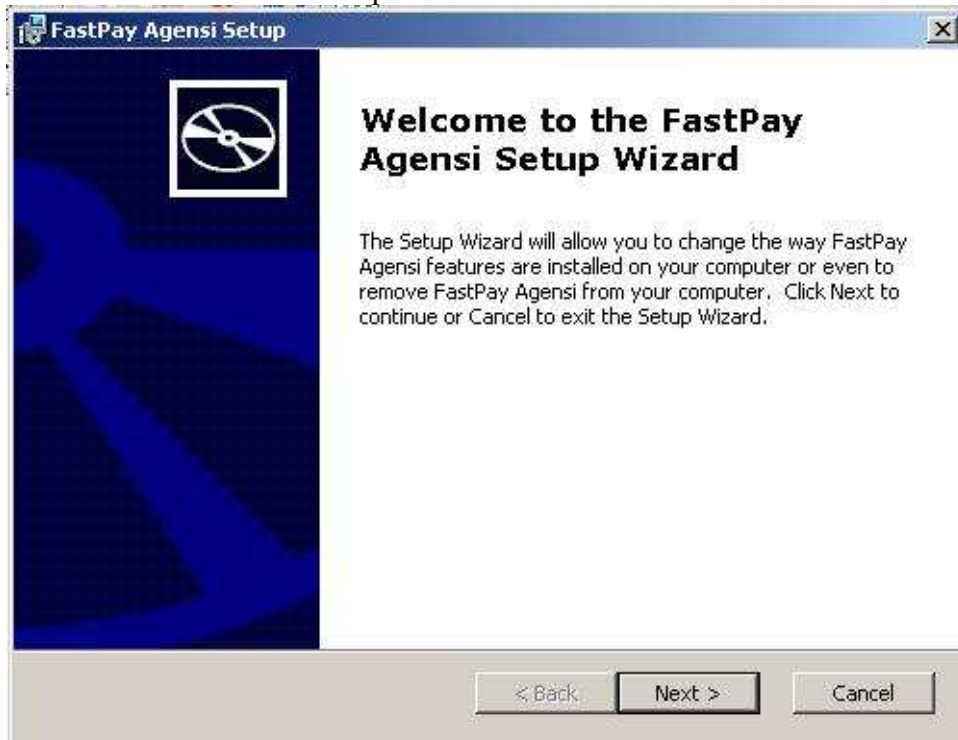 FastPay Agensi Setup
Welcome to the FastPay
Agensi Setup Wizard
The Setup Wizard will allow you to change the way FastPay
Agensi features are installed on your computer or even to
remove FastPay Agensi from your computer. Click Next to
continue or Cancel to exit the Setup Wizard.
< Back
Next >
Cancel